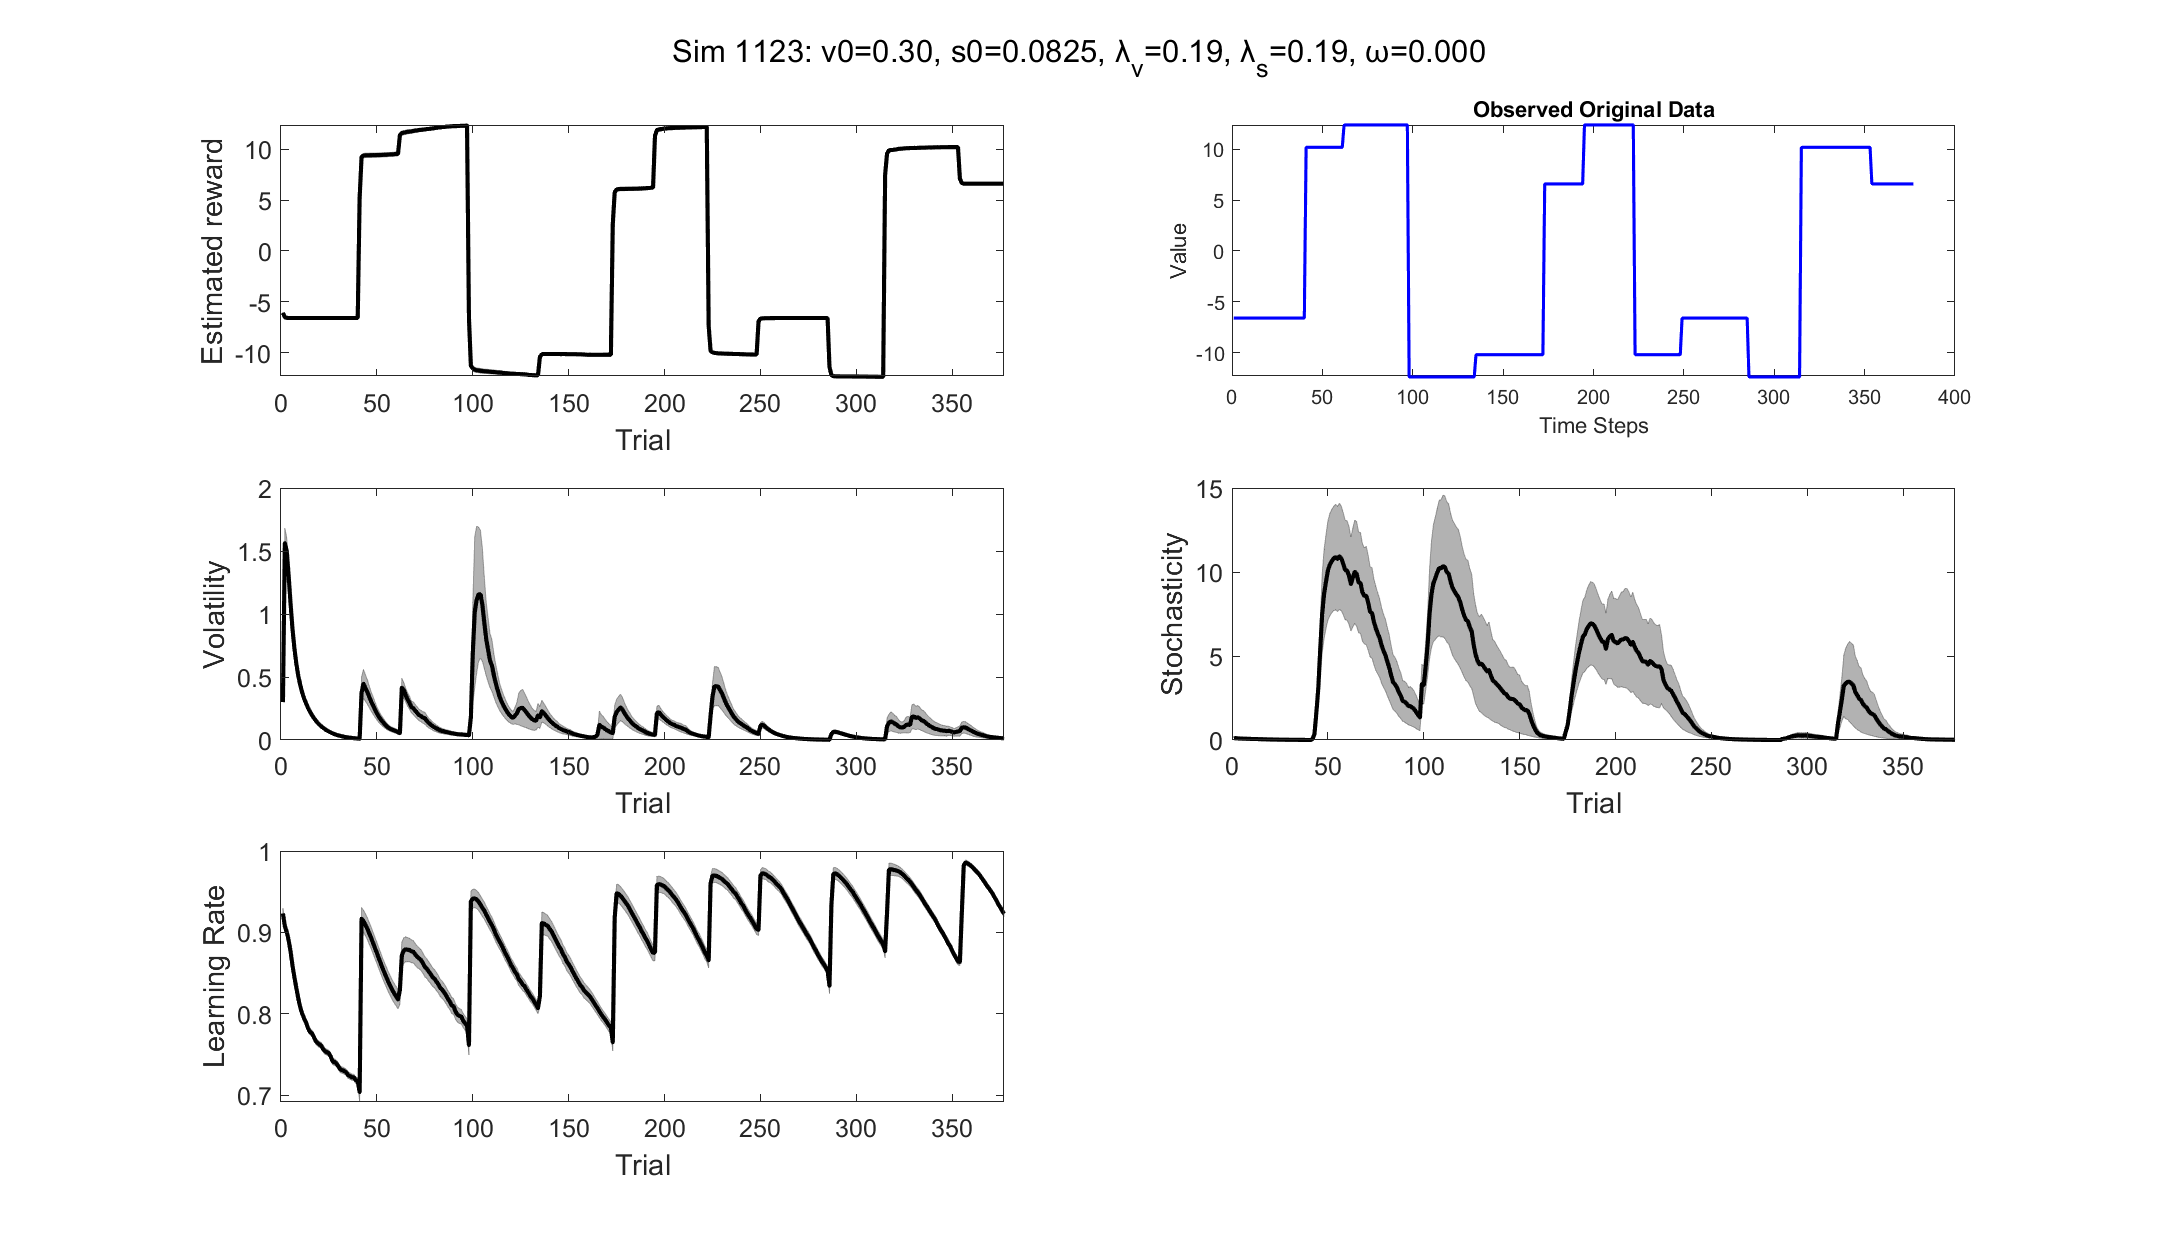 Sim 1123: v0=0.30, s0=0.0825, λv=0.19, λs=0.19, ω=0.000
Estimated reward
10
5
0
-5
-10
0 50 100 150 200 250 300 350
Trial
Observed Original Data
Value
10
5
0
-5
-10
0 50 100 150 200 250 300 350 400
Time Steps
Volatility
2
1.5
1
0.5
0
0 50 100 150 200 250 300 350
Trial
Stochasticity
15
10
5
0
0 50 100 150 200 250 300 350
Trial
Learning Rate
1
0.9
0.8
0.7
0 50 100 150 200 250 300 350
Trial